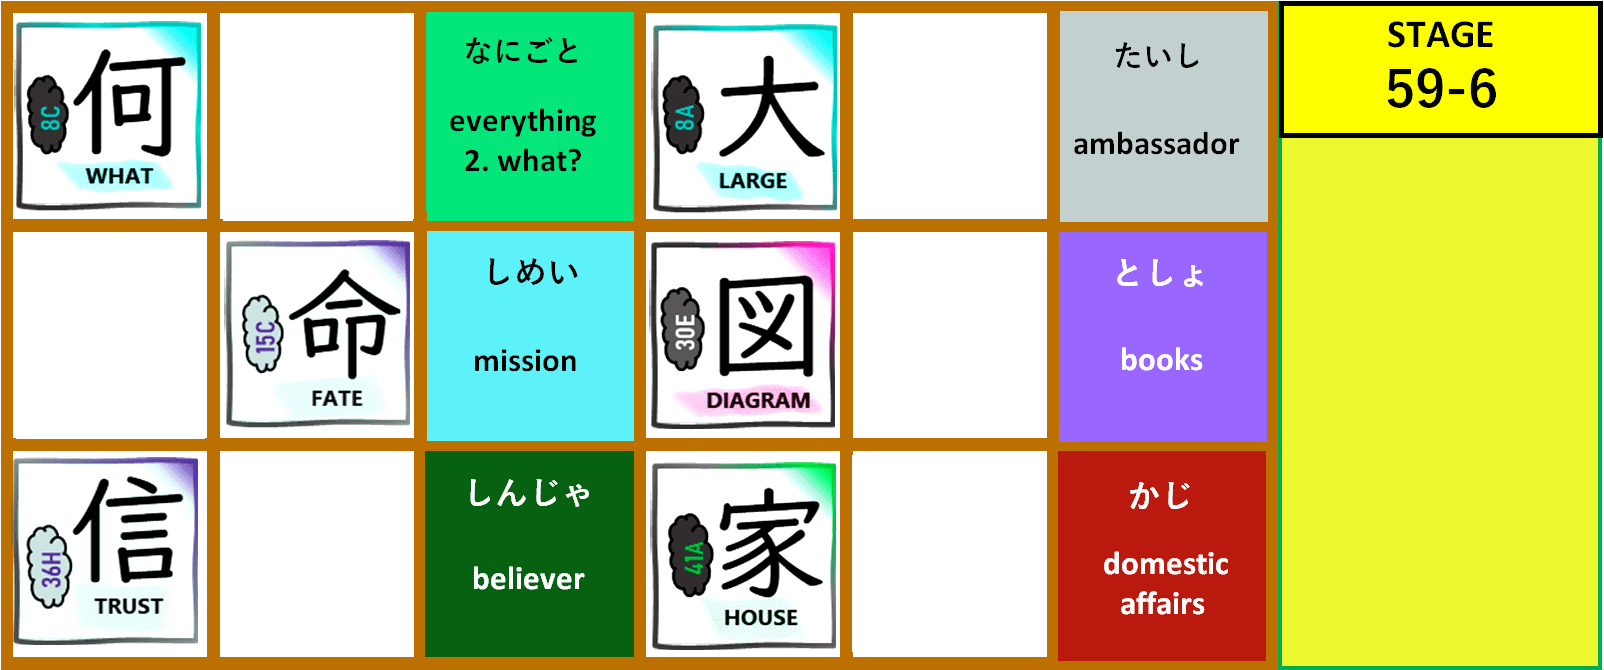 何
8C
WHAT
なにごと
everything
2. what?
大
8A
LARGE
たいし
ambassador
STAGE
59-6
命
15C
FATE
しめい
mission
図
30E
DIAGRAM
としょ
books
信
36H
TRUST
しんじゃ
believer
家
41A
HOUSE
かじ
domestic
affairs